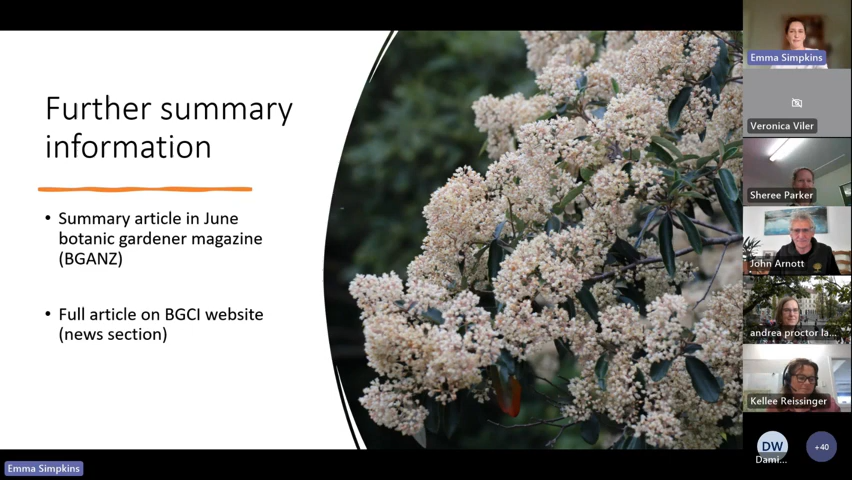 Further summary
information
• Summary article in June
botanic gardener magazine
(BGANZ)
• Full article on BGCI website
(news section)
Emma Simpkins
Veronica Viler
Sheree Parker
John Arnott
andrea proctor la...
Kellee Reissinger
DW
Dami...
+40
Emma Simpkins